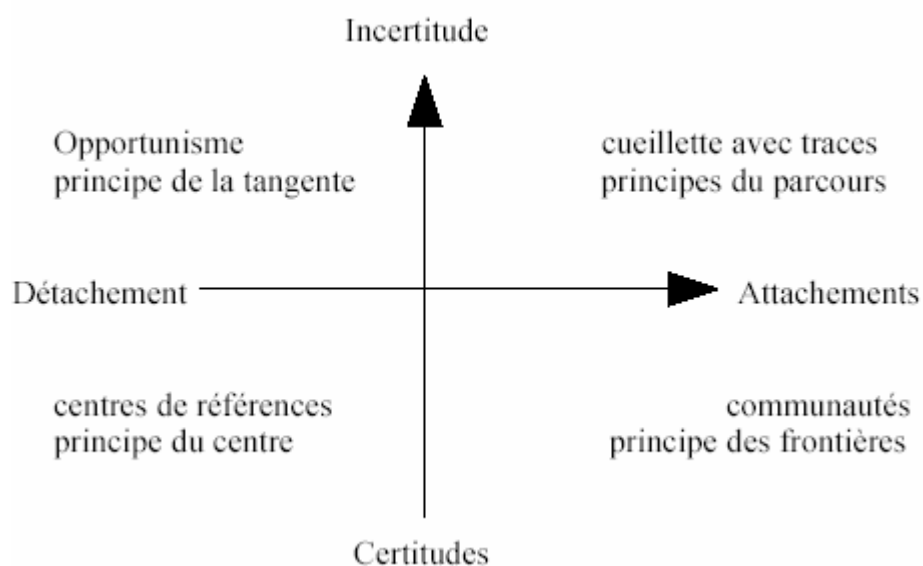 Incertitude
Opportunisme
principe de la tangente
cueillette avec traces
principes du parcours
Détachement
Attachements
centres de références
principe du centre
communautés
principe des frontières
Certitudes